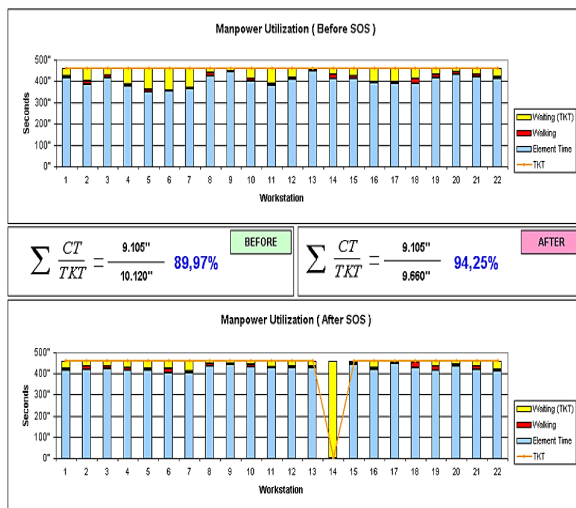 Manpower Utilization ( Before SOS )
500"
400"
300"
200"
100"
0"
Seconds
1 2 3 4 5 6 7 8 9 10 11 12 13 14 15 16 17 18 19 20 21 22
Workstation
Waiting (TKT)
Walking
Element Time
TKT
BEFORE
∑ CT / TKT = 9.105" / 10.120" 89,97%
AFTER
∑ CT / TKT = 9.105" / 9.660" 94,25%
Manpower Utilization ( After SOS )
500"
400"
300"
200"
100"
0"
Seconds
1 2 3 4 5 6 7 8 9 10 11 12 13 14 15 16 17 18 19 20 21 22
Workstation
Waiting (TKT)
Walking
Element Time
TKT